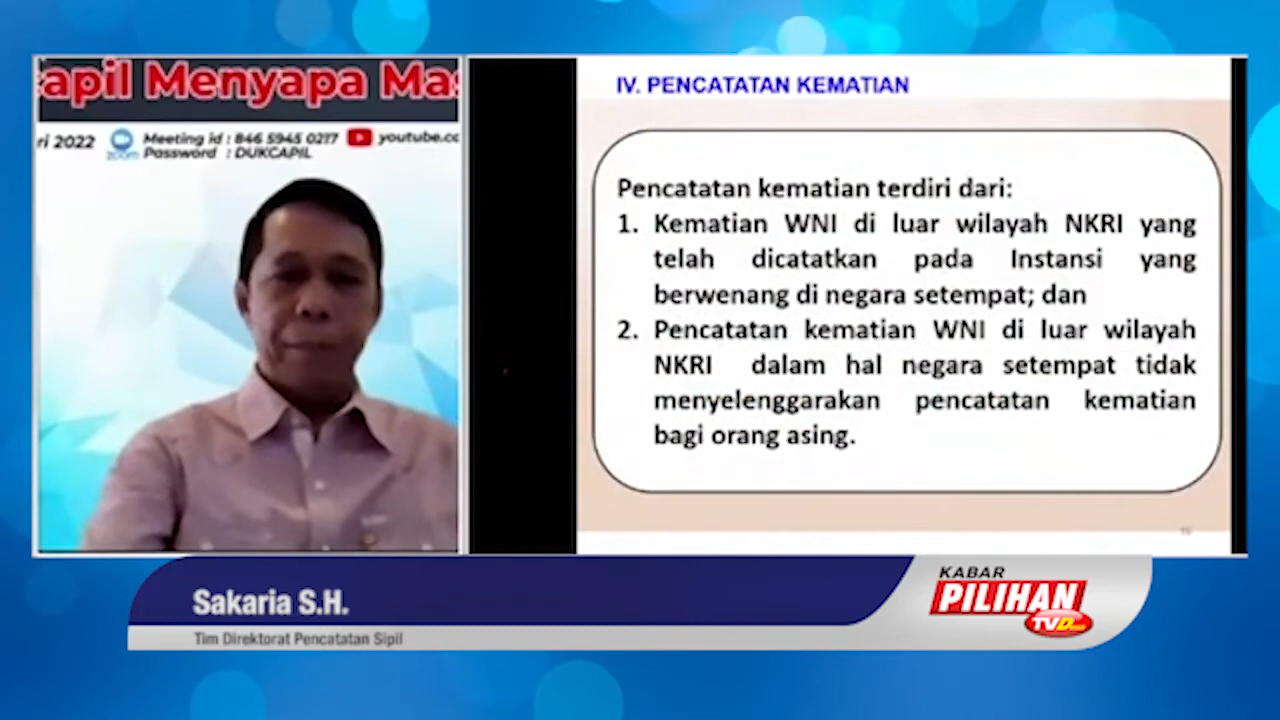 capil Menyapa Mas
ri 2022
zoom
Meeting id : 846 5945 0217
Password : DUKCAPIL
youtube.co
IV. PENCATATAN KEMATIAN
Pencatatan kematian terdiri dari:
1. Kematian WNI di luar wilayah NKRI yang
telah dicatatkan pada Instansi yang
berwenang di negara setempat; dan
2. Pencatatan kematian WNI di luar wilayah
NKRI dalam hal negara setempat tidak
menyelenggarakan pencatatan kematian
bagi orang asing.
Sakaria S.H.
Tim Direktorat Pencatatan Sipil
KABAR
PILIHAN
TVD